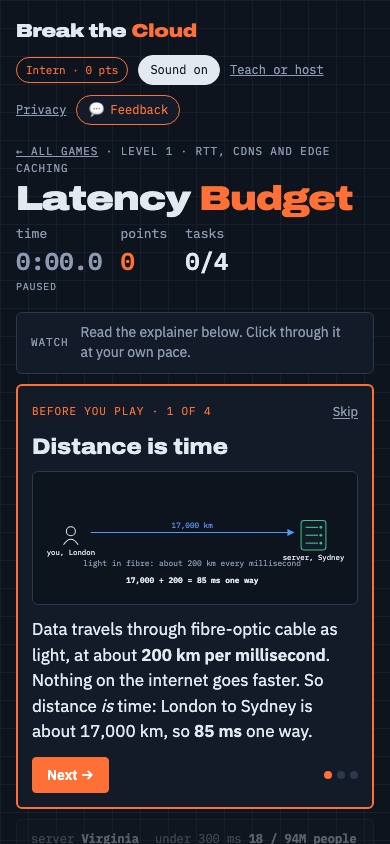 Break the Cloud
Intern · 0 pts
Sound on
Teach or host
Privacy
💬 Feedback
← ALL GAMES · LEVEL 1 · RTT, CDNS AND EDGE
CACHING
Latency Budget
time points tasks
0:00.0 0 0/4
PAUSED
WATCH
Read the explainer below. Click through it
at your own pace.
BEFORE YOU PLAY · 1 OF 4
Skip
Distance is time
17,000 km
you, London
server, Sydney
light in fibre: about 200 km every millisecond
17,000 ÷ 200 = 85 ms one way
Data travels through fibre-optic cable as
light, at about 200 km per millisecond.
Nothing on the internet goes faster. So
distance is time: London to Sydney is
about 17,000 km, so 85 ms one way.
Next →
server Virginia under 300 ms 18 / 94M people